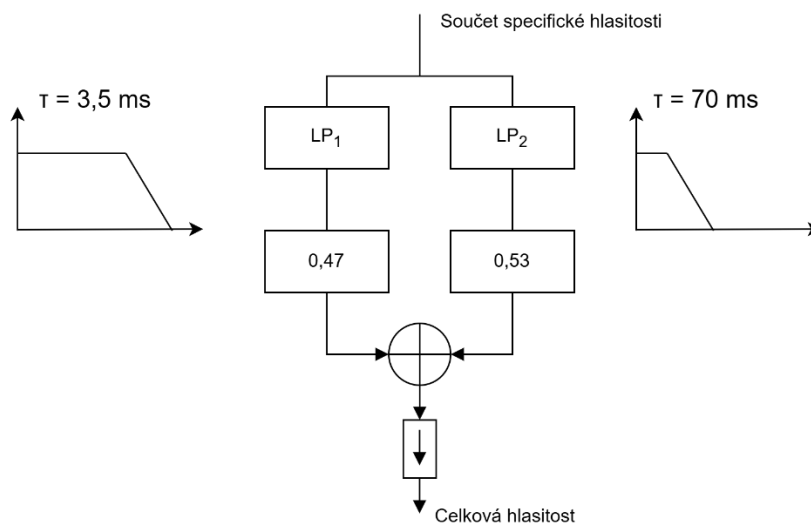 Součet specifické hlasitosti
τ = 3,5 ms
τ = 70 ms
LP1
LP2
0,47
0,53
Celková hlasitost